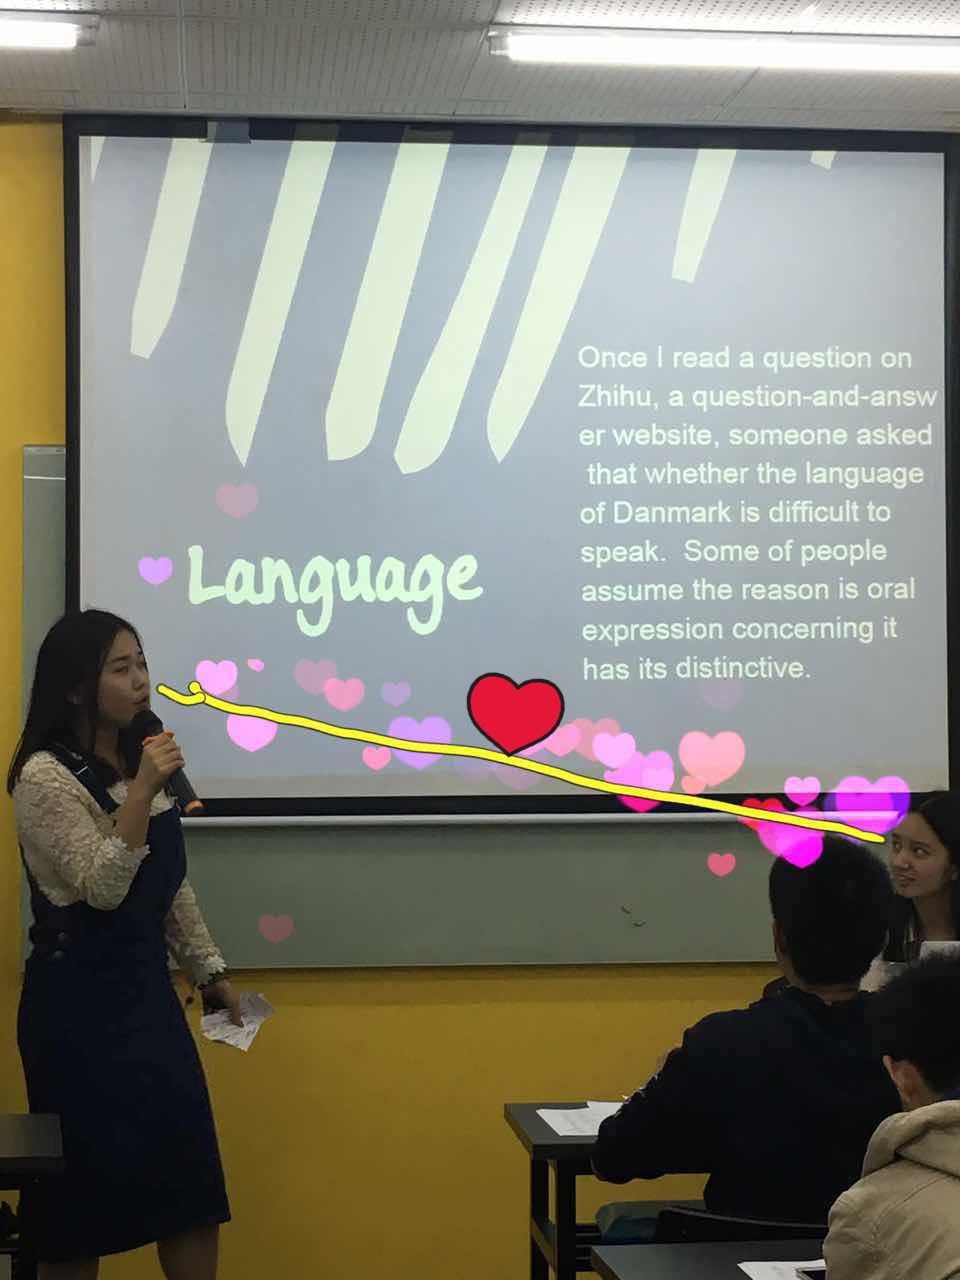 Language
Once I read a question on
Zhihu, a question-and-answ
er website, someone asked
that whether the language
of Danmark is difficult to
speak.  Some of people
assume the reason is oral
expression concerning it
has its distinctive.